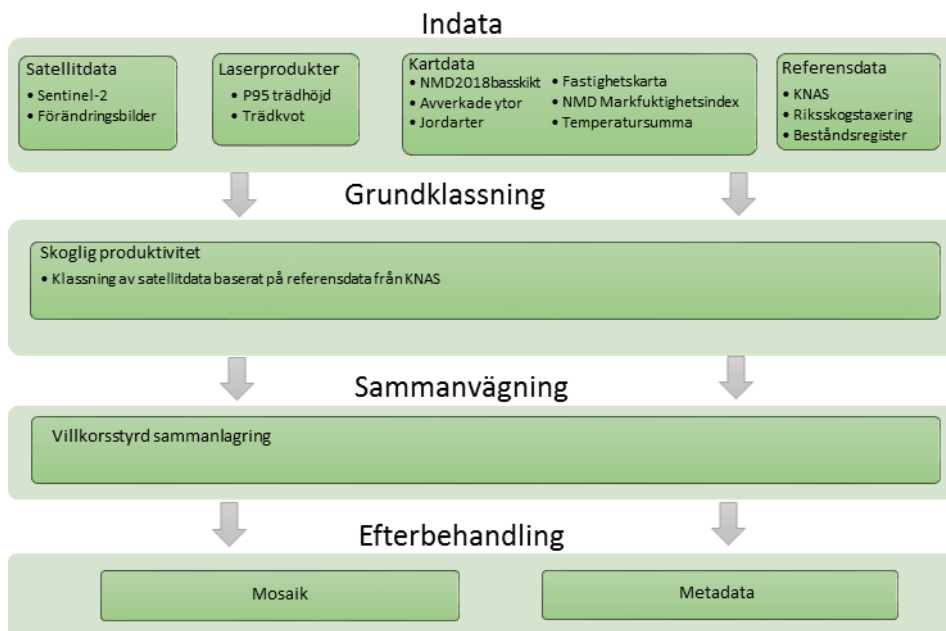 Indata
Satellitdata
• Sentinel-2
• Förändringsbilder
Laserprodukter
• P95 trädhöjd
• Trädkvot
Kartdata
• NMD2018basskikt
• Avverkade ytor
• Jordarter
• Fastighetskarta
• NMD Markfuktighetsindex
• Temperatursumma
Referensdata
• KNAS
• Riksskogstaxering
• Beståndsregister
Grundklassning
Skoglig produktivitet
• Klassning av satellitdata baserat på referensdata från KNAS
Sammanvägning
Villkorsstyrd sammanlagring
Efterbehandling
Mosaik
Metadata